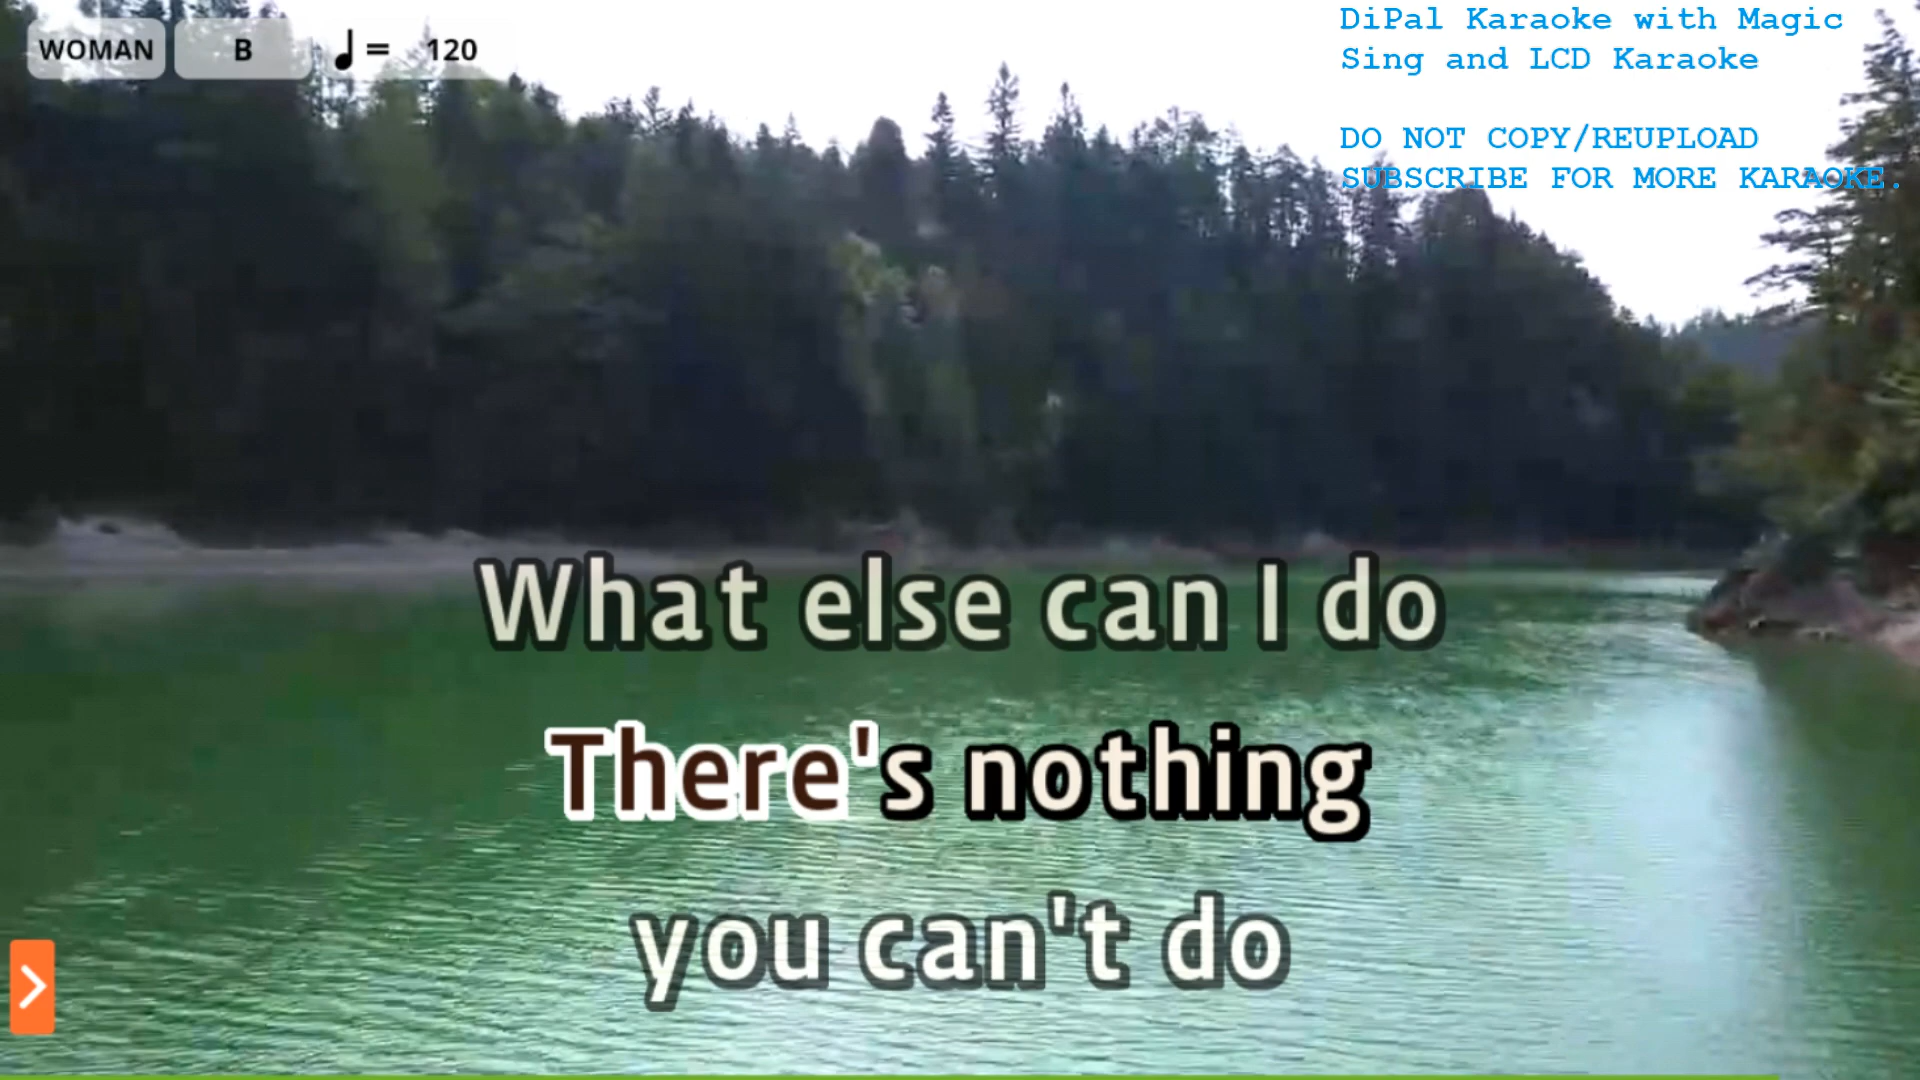 WOMAN B ♩ = 120
DiPal Karaoke with Magic
Sing and LCD Karaoke
DO NOT COPY/REUPLOAD
SUBSCRIBE FOR MORE KARAOKE.
What else can I do
There's nothing
you can't do